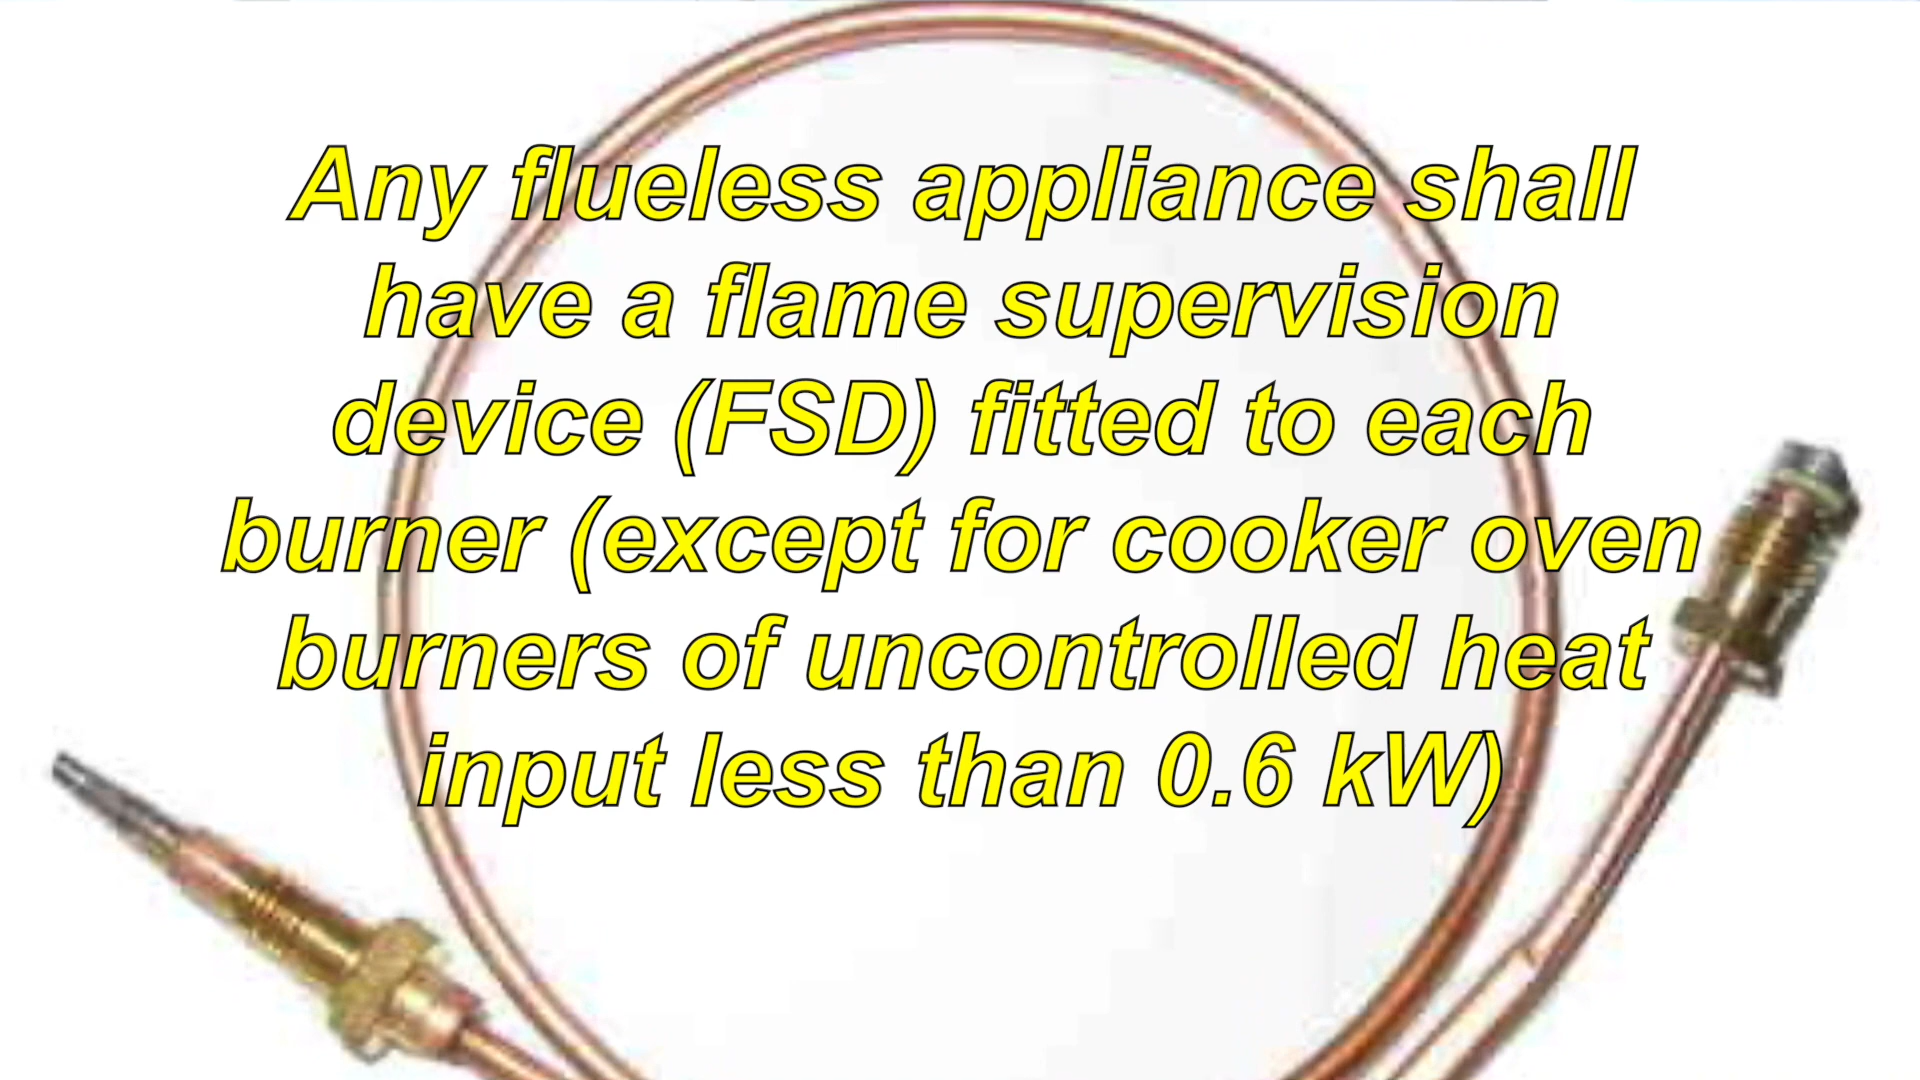 Any flueless appliance shall
have a flame supervision
device (FSD) fitted to each
burner (except for cooker oven
burners of uncontrolled heat
input less than 0.6 kW)